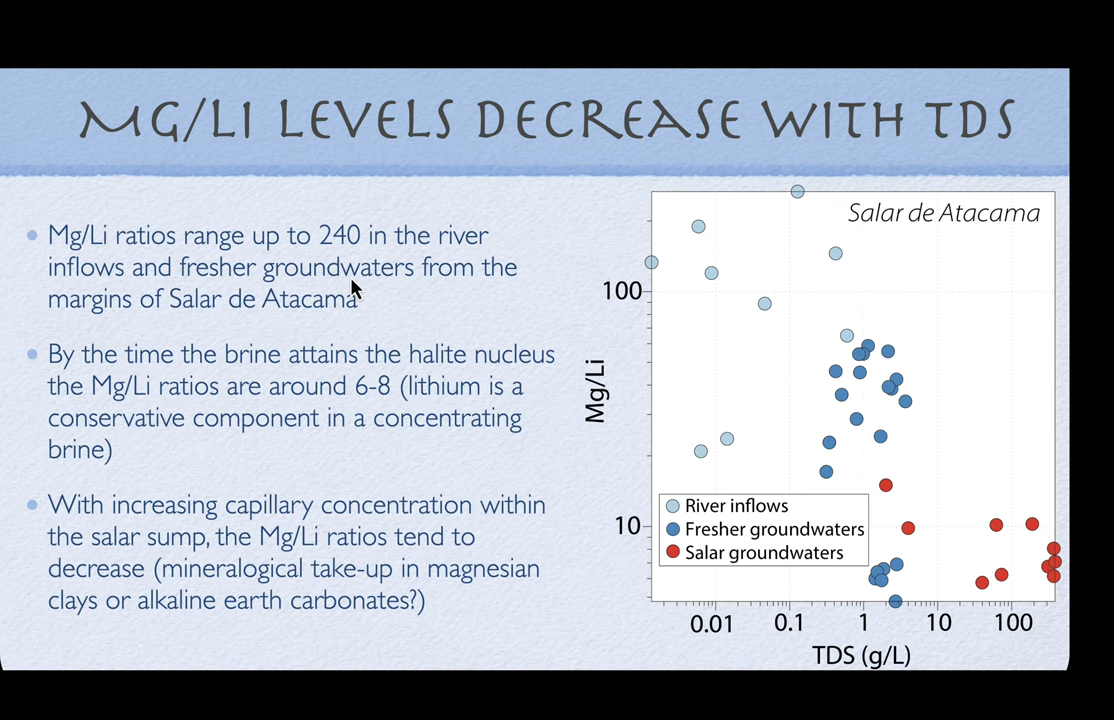 MG/LI LEVELS DECREASE WITH TDS
Mg/Li ratios range up to 240 in the river
inflows and fresher groundwaters from the
margins of Salar de Atacama
By the time the brine attains the halite nucleus
the Mg/Li ratios are around 6-8 (lithium is a
conservative component in a concentrating
brine)
With increasing capillary concentration within
the salar sump, the Mg/Li ratios tend to
decrease (mineralogical take-up in magnesian
clays or alkaline earth carbonates?)
Salar de Atacama
100
Mg/Li
10
River inflows
Fresher groundwaters
Salar groundwaters
0.01 0.1 1 10 100
TDS (g/L)